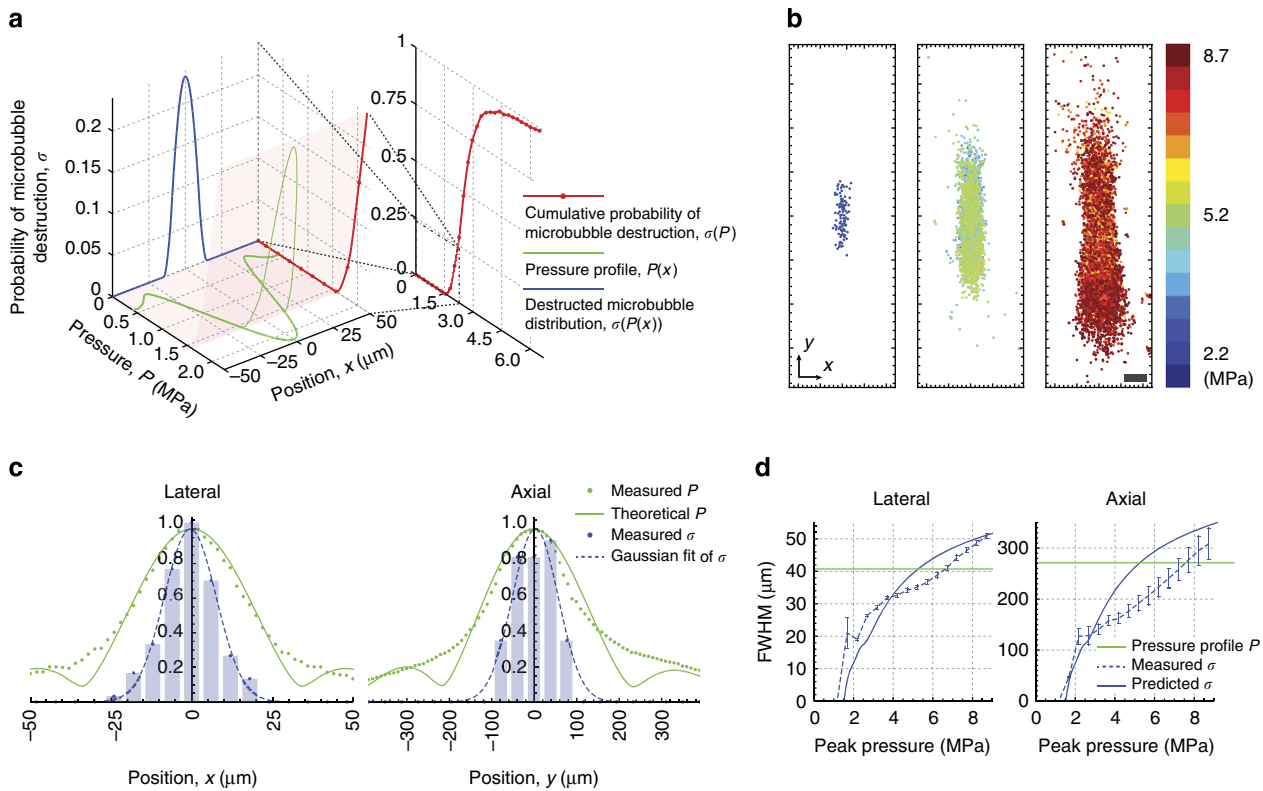 a
Probability of microbubble
destruction, σ
0.2
0.15
0.1
0.05
0
0
0.5
1.0
1.5
2.0
Pressure, P (MPa)
−50
−25
0
25
50
Position, x (μm)
1
0.75
0.5
0.25
0
0
1.5
3.0
4.5
6.0
Cumulative probability of
microbubble destruction, σ(P)
Pressure profile, P(x)
Destructed microbubble
distribution, σ(P(x))
b
y
x
8.7
5.2
2.2
(MPa)
c
Lateral
1.0
0.8
0.6
0.4
0.2
−50
−25
0
25
50
Position, x (μm)
Axial
1.0
0.8
0.6
0.4
0.2
−300
−200
−100
0
100
200
300
Position, y (μm)
Measured P
Theoretical P
Measured σ
Gaussian fit of σ
d
Lateral
FWHM (μm)
50
40
30
20
10
0
0 2 4 6 8
Peak pressure (MPa)
Axial
300
200
100
0
0 2 4 6 8
Peak pressure (MPa)
Pressure profile P
Measured σ
Predicted σ